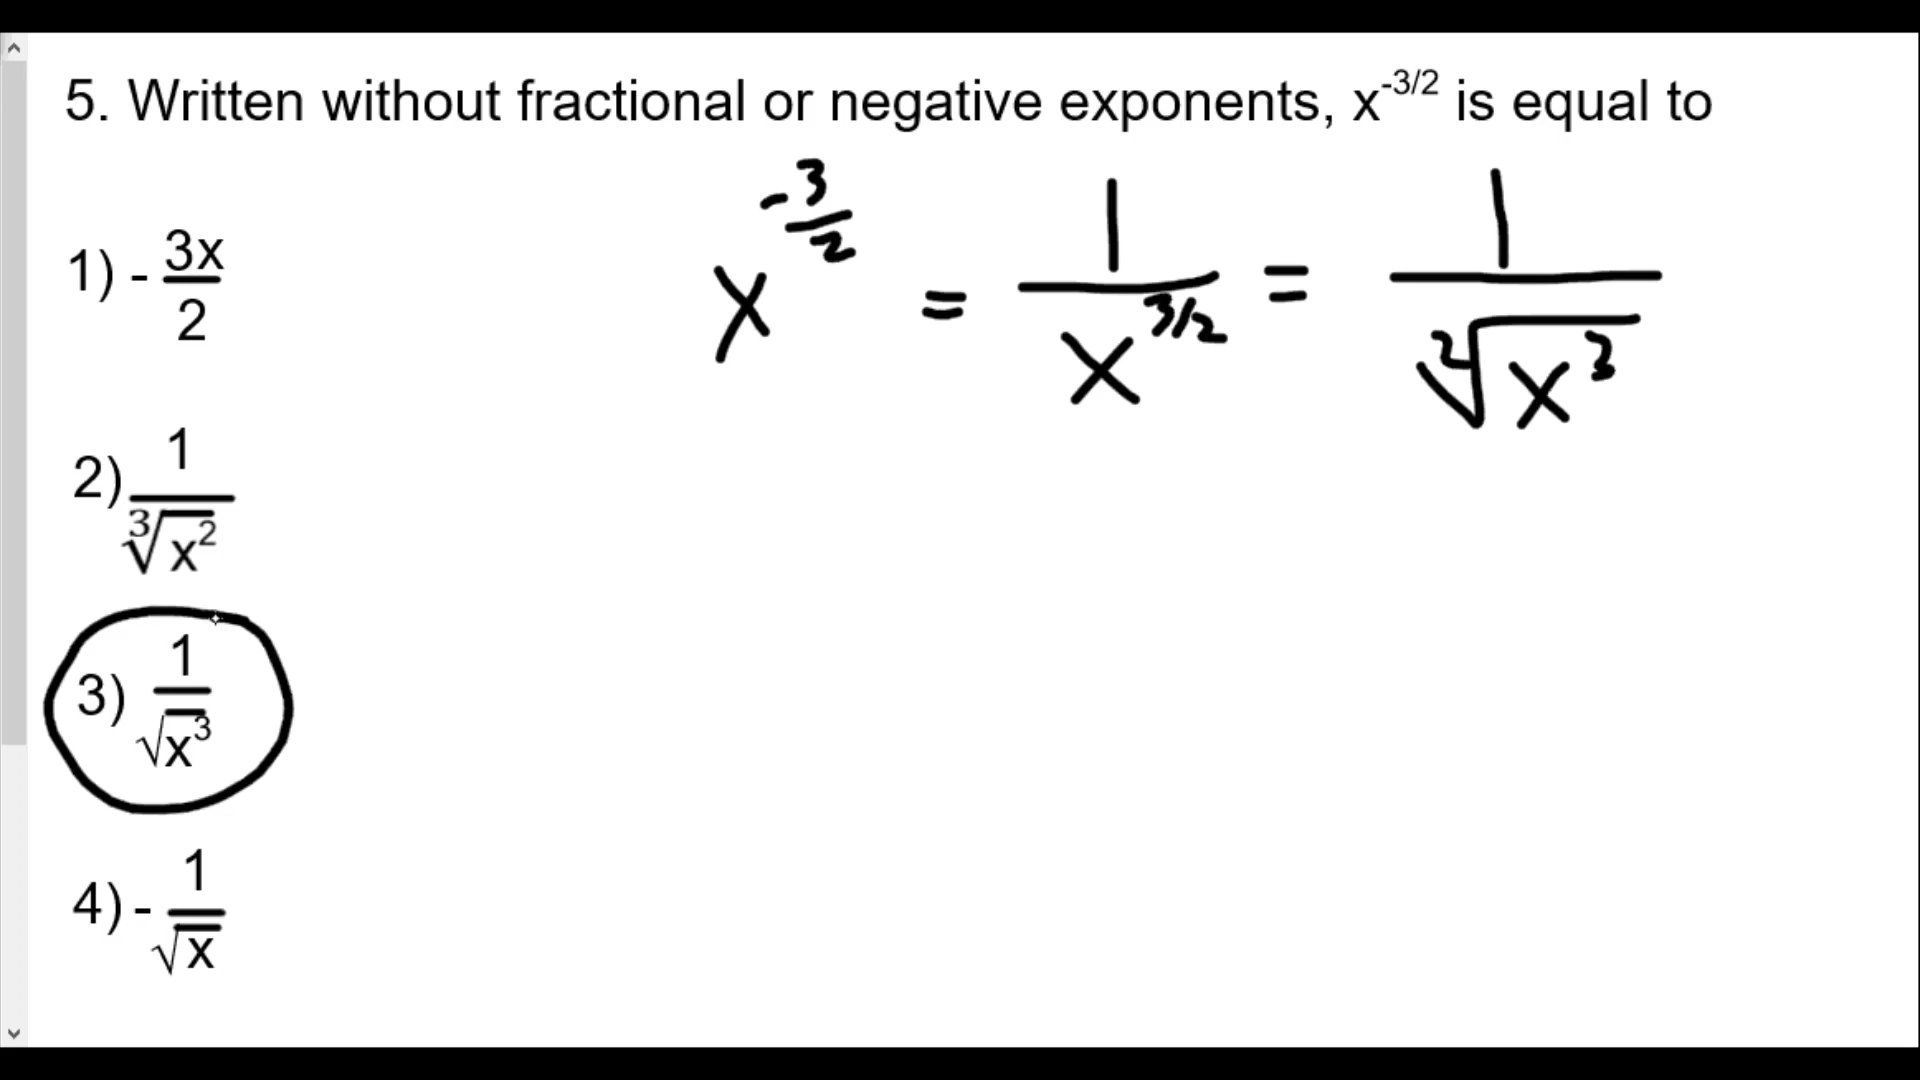 5. Written without fractional or negative exponents, x^-3/2 is equal to
x^-3/2 = 1/x^3/2 = 1/²√x³
1) - 3x/2
2) 1/³√x²
3) 1/√x³
4) - 1/√x